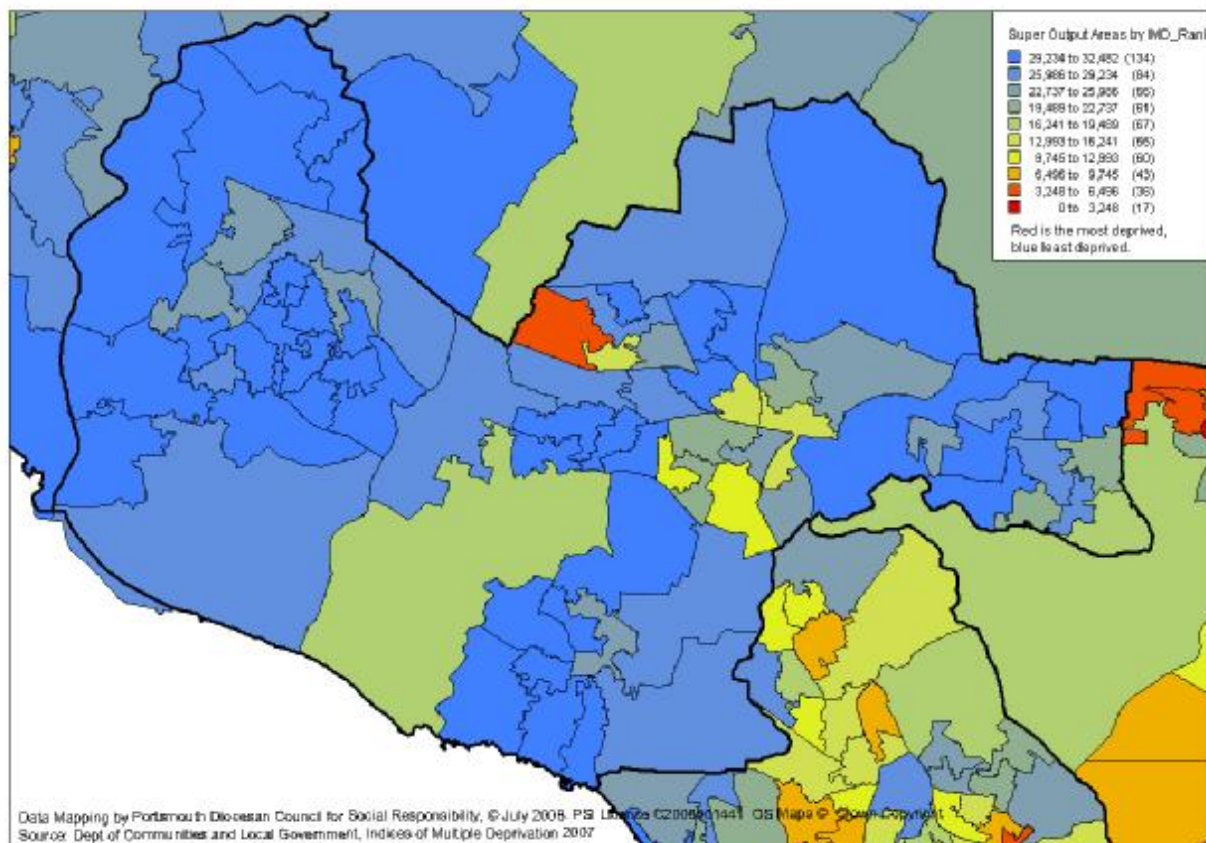 Super Output Areas by IMD_Rank
29,234 to 32,482 (134)
25,986 to 29,234 (84)
22,737 to 25,986
19,489 to 22,737 (61)
16,241 to 19,489 (67)
12,993 to 16,241
9,745 to 12,993 (60)
6,496 to 9,745 (43)
3,248 to 6,496 (36)
0 to 3,248 (17)
Red is the most deprived,
blue least deprived.
Data Mapping by Portsmouth Diocesan Council for Social Responsibility, © July 2008. PSI Licence OS Maps © Crown Copyright
Source: Dept of Communities and Local Government, Indices of Multiple Deprivation 2007